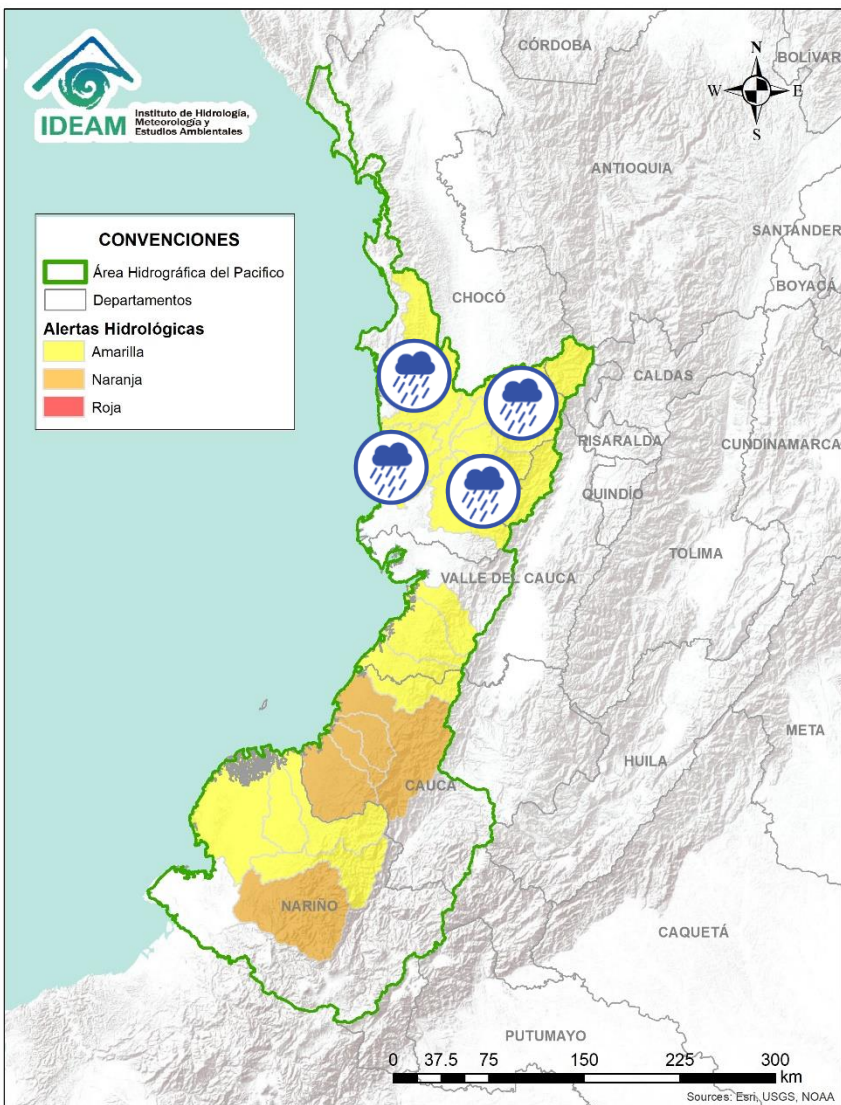 IDEAM
Instituto de Hidrología,
Meteorología y
Estudios Ambientales
CÓRDOBA
BOLÍVAR
N
W
E
S
ANTIOQUIA
CONVENCIONES
Área Hidrográfica del Pacifico
Departamentos
Alertas Hidrológicas
Amarilla
Naranja
Roja
SANTANDER
BOYACÁ
CHOCÓ
CALDAS
RISARALDA
CUNDINAMARCA
QUINDÍO
TOLIMA
VALLE DEL CAUCA
META
HUILA
CAUCA
NARIÑO
CAQUETÁ
PUTUMAYO
0 37.5 75 150 225 300
km
Sources: Esri, USGS, NOAA